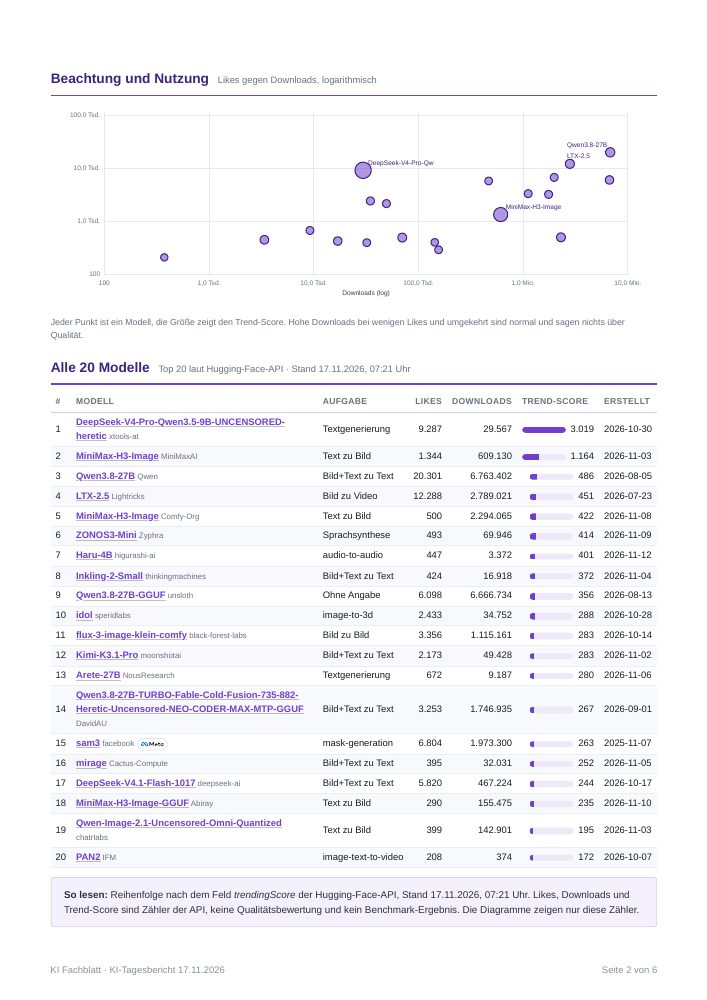 Beachtung und Nutzung Likes gegen Downloads, logarithmisch
100.0 Tsd.
Qwen3.8-27B
LTX-2.5
DeepSeek-V4-Pro-Qw
10,0 Tsd.
MiniMax-H3-Image
1,0 Tsd.
100
100 1,0 Tsd. 10,0 Tsd. 100,0 Tsd. 1,0 Mio. 10,0 Mio.
Downloads (log)
Jeder Punkt ist ein Modell, die Größe zeigt den Trend-Score. Hohe Downloads bei wenigen Likes und umgekehrt sind normal und sagen nichts über
Qualität.
Alle 20 Modelle Top 20 laut Hugging-Face-API · Stand 17.11.2026, 07:21 Uhr
# MODELL AUFGABE LIKES DOWNLOADS TREND-SCORE ERSTELLT
1 DeepSeek-V4-Pro-Qwen3.5-9B-UNCENSORED-
heretic xtools-at Textgenerierung 9.287 29.567 3.019 2026-10-30
2 MiniMax-H3-Image MiniMaxAI Text zu Bild 1.344 609.130 1.164 2026-11-03
3 Qwen3.8-27B Qwen Bild+Text zu Text 20.301 6.763.402 486 2026-08-05
4 LTX-2.5 Lightricks Bild zu Video 12.288 2.789.021 451 2026-07-23
5 MiniMax-H3-Image Comfy-Org Text zu Bild 500 2.294.065 422 2026-11-08
6 ZONOS3-Mini Zyphra Sprachsynthese 493 69.946 414 2026-11-09
7 Haru-4B higurashi-ai audio-to-audio 447 3.372 401 2026-11-12
8 Inkling-2-Small thinkingmachines Bild+Text zu Text 424 16.918 372 2026-11-04
9 Qwen3.8-27B-GGUF unsloth Ohne Angabe 6.098 6.666.734 356 2026-08-13
10 idol speridlabs image-to-3d 2.433 34.752 288 2026-10-28
11 flux-3-image-klein-comfy black-forest-labs Bild zu Bild 3.356 1.115.161 283 2026-10-14
12 Kimi-K3.1-Pro moonshotai Bild+Text zu Text 2.173 49.428 283 2026-11-02
13 Arete-27B NousResearch Textgenerierung 672 9.187 280 2026-11-06
14 Qwen3.8-27B-TURBO-Fable-Cold-Fusion-735-882-
Heretic-Uncensored-NEO-CODER-MAX-MTP-GGUF
DavidAU Bild+Text zu Text 3.253 1.746.935 267 2026-09-01
15 sam3 facebook Meta mask-generation 6.804 1.973.300 263 2025-11-07
16 mirage Cactus-Compute Bild+Text zu Text 395 32.031 252 2026-11-05
17 DeepSeek-V4.1-Flash-1017 deepseek-ai Bild+Text zu Text 5.820 467.224 244 2026-10-17
18 MiniMax-H3-Image-GGUF Abiray Text zu Bild 290 155.475 235 2026-11-10
19 Qwen-Image-2.1-Uncensored-Omni-Quantized
chatrlabs Text zu Bild 399 142.901 195 2026-11-03
20 PAN2 IFM image-text-to-video 208 374 172 2026-10-07
So lesen: Reihenfolge nach dem Feld trendingScore der Hugging-Face-API, Stand 17.11.2026, 07:21 Uhr. Likes, Downloads und
Trend-Score sind Zähler der API, keine Qualitätsbewertung und kein Benchmark-Ergebnis. Die Diagramme zeigen nur diese Zähler.
KI Fachblatt · KI-Tagesbericht 17.11.2026 Seite 2 von 6